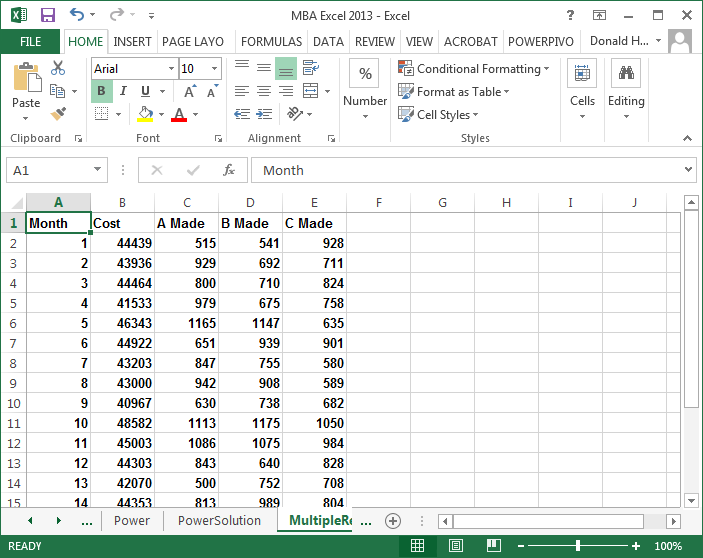 MBA Excel 2013 - Excel
FILE HOME INSERT PAGE LAYO FORMULAS DATA REVIEW VIEW ACROBAT POWERPIVO Donald H...
Arial 10 % Conditional Formatting
Paste B I U A A Number Format as Table Cells Editing
A Cell Styles
Clipboard Font Alignment Styles
A1 fx Month
A B C D E F G H I J
1 Month Cost A Made B Made C Made
2 1 44439 515 541 928
3 2 43936 929 692 711
4 3 44464 800 710 824
5 4 41533 979 675 758
6 5 46343 1165 1147 635
7 6 44922 651 939 901
8 7 43203 847 755 580
9 8 43000 942 908 589
10 9 40967 630 738 682
11 10 48582 1113 1175 1050
12 11 45003 1086 1075 984
13 12 44303 843 640 828
14 13 42070 500 752 708
15 14 44353 813 989 804
... Power PowerSolution MultipleRe ...
READY 100%